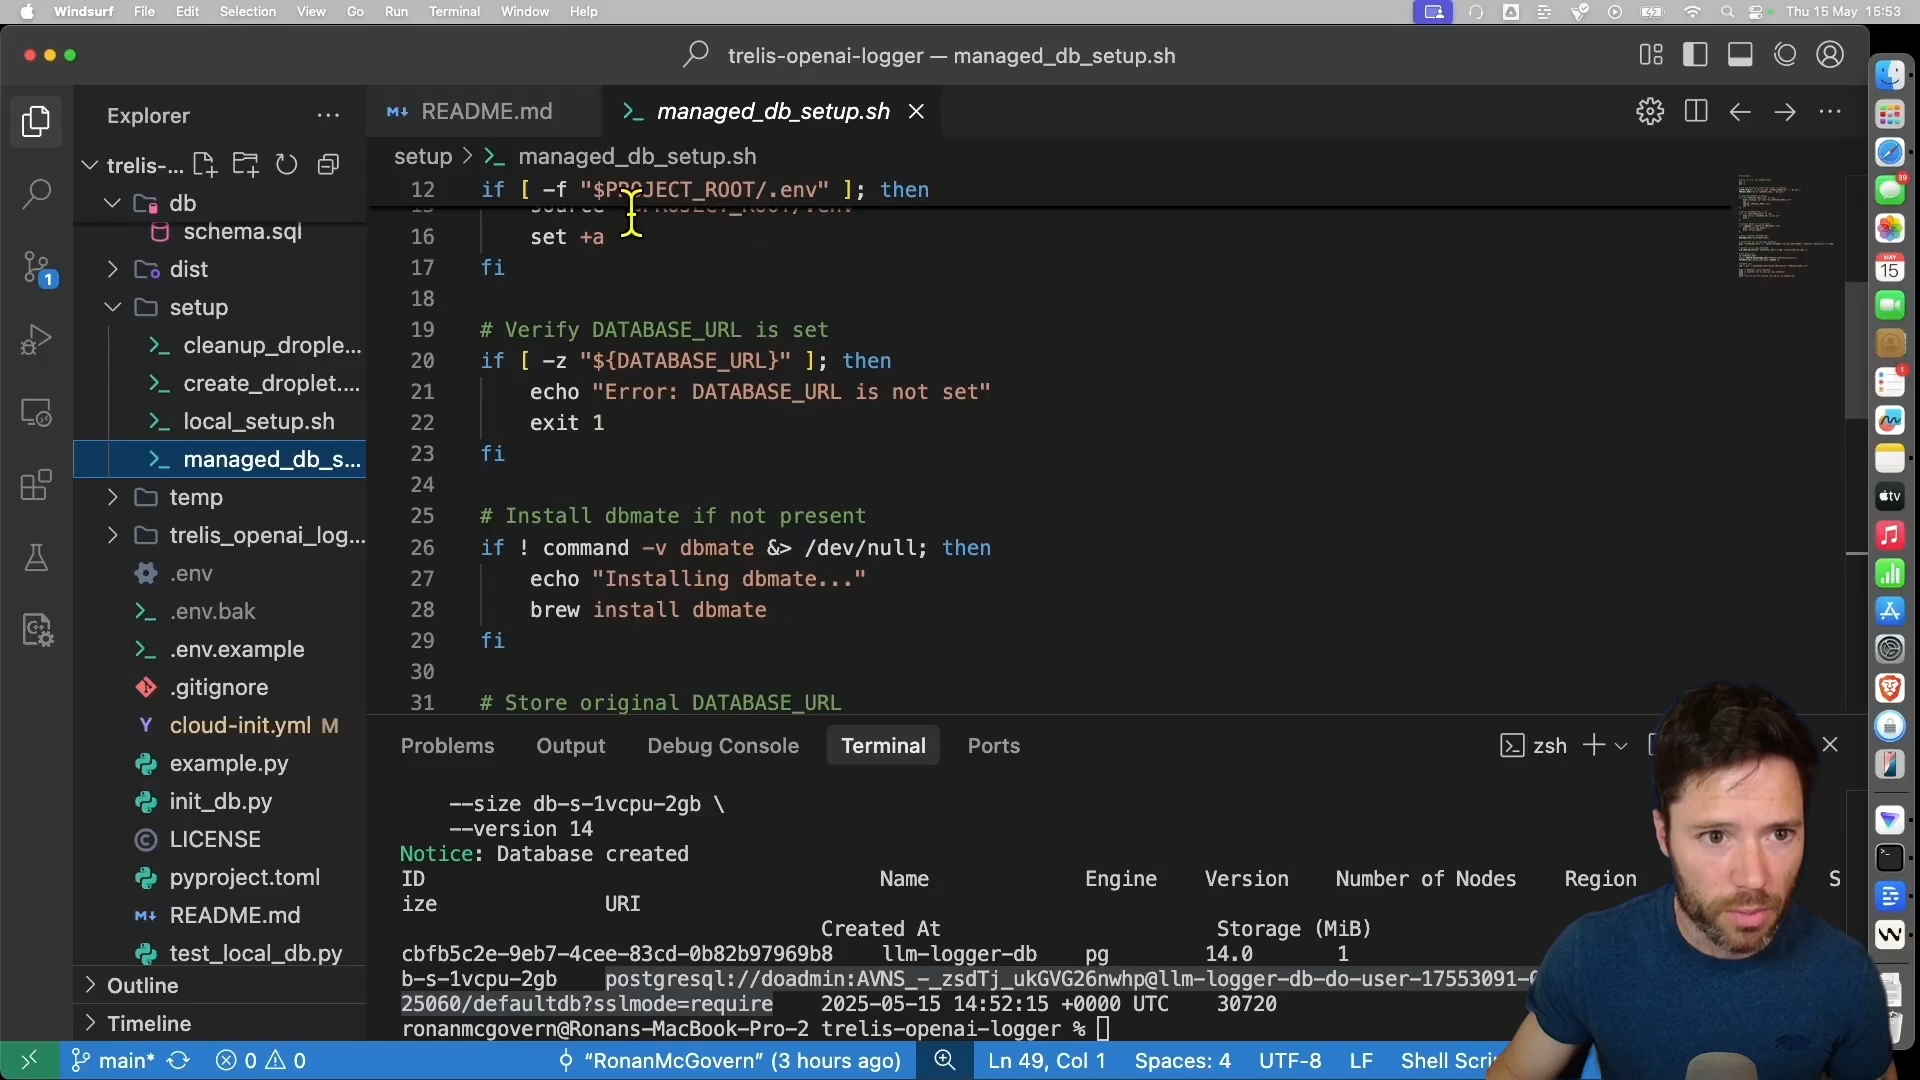 Windsurf File Edit Selection View Go Run Terminal Window Help Thu 15 May 15:53
trelis-openai-logger — managed_db_setup.sh
Explorer
README.md
managed_db_setup.sh
trelis-...
setup > managed_db_setup.sh
db
schema.sql
dist
setup
cleanup_drople...
create_droplet....
local_setup.sh
managed_db_s...
temp
trelis_openai_log...
.env
.env.bak
.env.example
.gitignore
cloud-init.yml M
example.py
init_db.py
LICENSE
pyproject.toml
README.md
test_local_db.py
Outline
Timeline
12 if [ -f "$PROJECT_ROOT/.env" ]; then
16 set +a
17 fi
18
19 # Verify DATABASE_URL is set
20 if [ -z "${DATABASE_URL}" ]; then
21 echo "Error: DATABASE_URL is not set"
22 exit 1
23 fi
24
25 # Install dbmate if not present
26 if ! command -v dbmate &> /dev/null; then
27 echo "Installing dbmate..."
28 brew install dbmate
29 fi
30
31 # Store original DATABASE_URL
Problems Output Debug Console Terminal Ports
zsh
--size db-s-1vcpu-2gb \
--version 14
Notice: Database created
ID Name Engine Version Number of Nodes Region S
ize URI
Created At Storage (MiB)
cbfb5c2e-9eb7-4cee-83cd-0b82b97969b8 llm-logger-db pg 14.0 1
b-s-1vcpu-2gb postgresql://doadmin:AVNS_-_zsdTj_ukGVG26nwhp@llm-logger-db-do-user-17553091-
25060/defaultdb?sslmode=require 2025-05-15 14:52:15 +0000 UTC 30720
ronanmcgovern@Ronans-MacBook-Pro-2 trelis-openai-logger %
main* 0 0 "RonanMcGovern" (3 hours ago) Ln 49, Col 1 Spaces: 4 UTF-8 LF Shell Scri